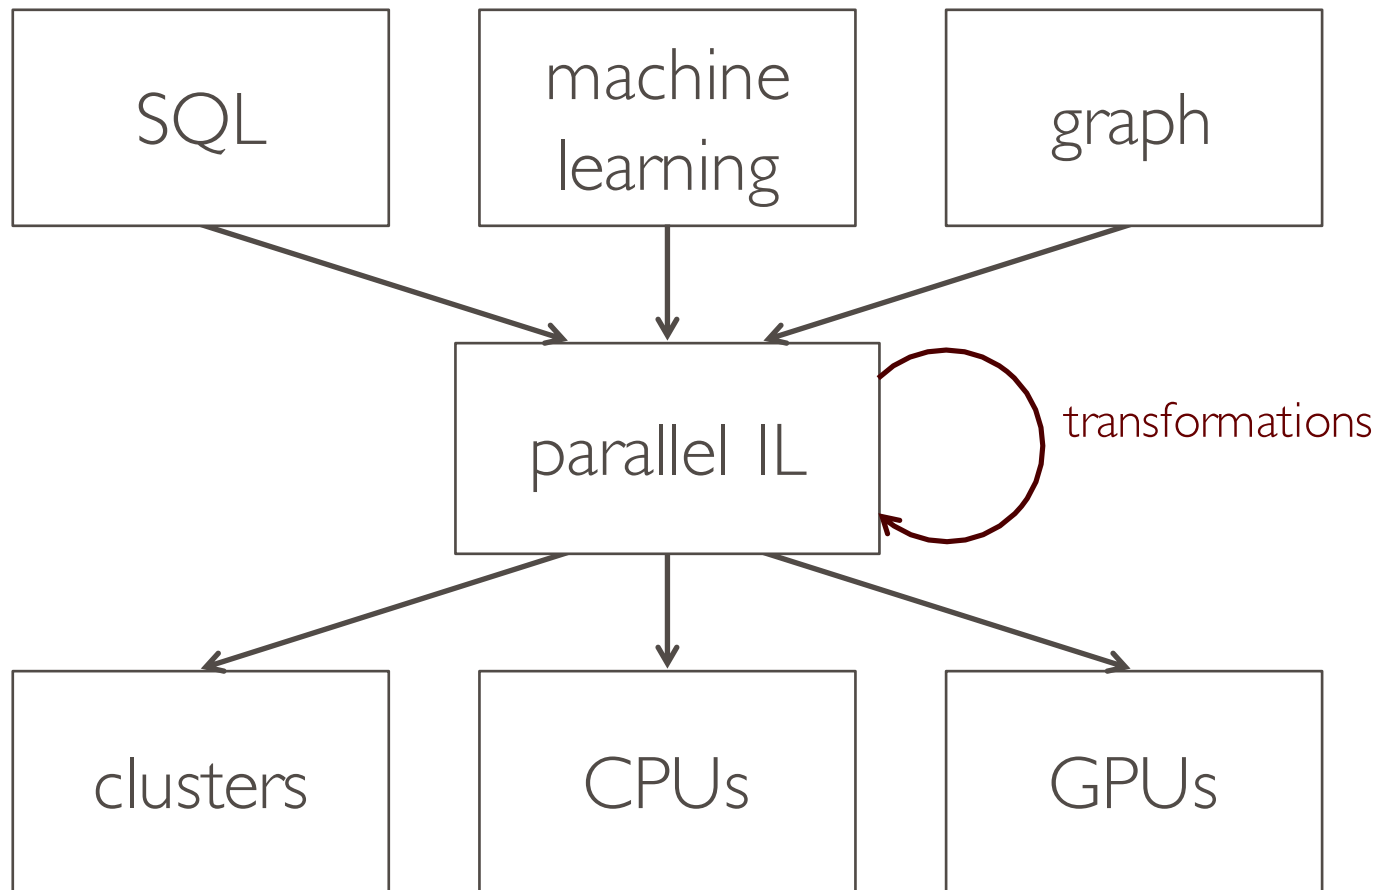 SQL
machine
learning
graph
parallel IL
transformations
clusters
CPUs
GPUs